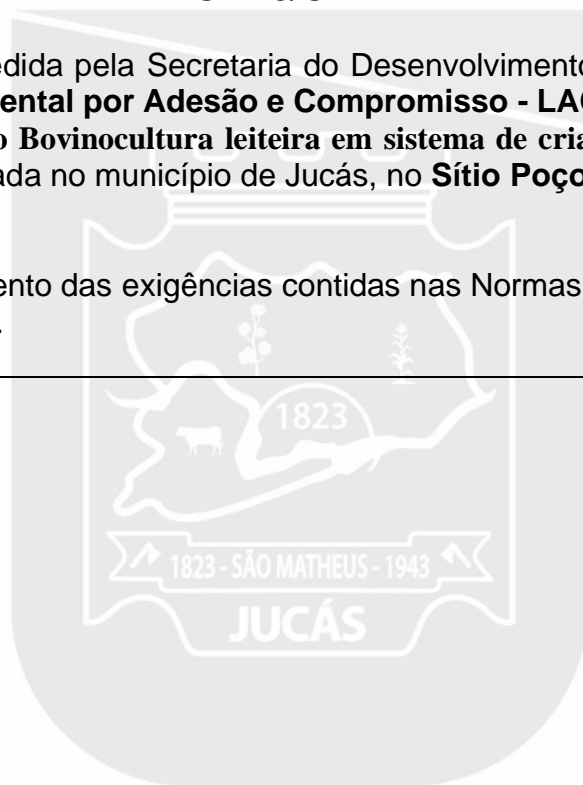 edida pela Secretaria do Desenvolvimento
ental por Adesão e Compromisso - LAC
o Bovinocultura leiteira em sistema de cria
ada no município de Jucás, no Sítio Poço
ento das exigências contidas nas Normas
.
1823
1823 - SÃO MATHEUS - 1943
JUCÁS